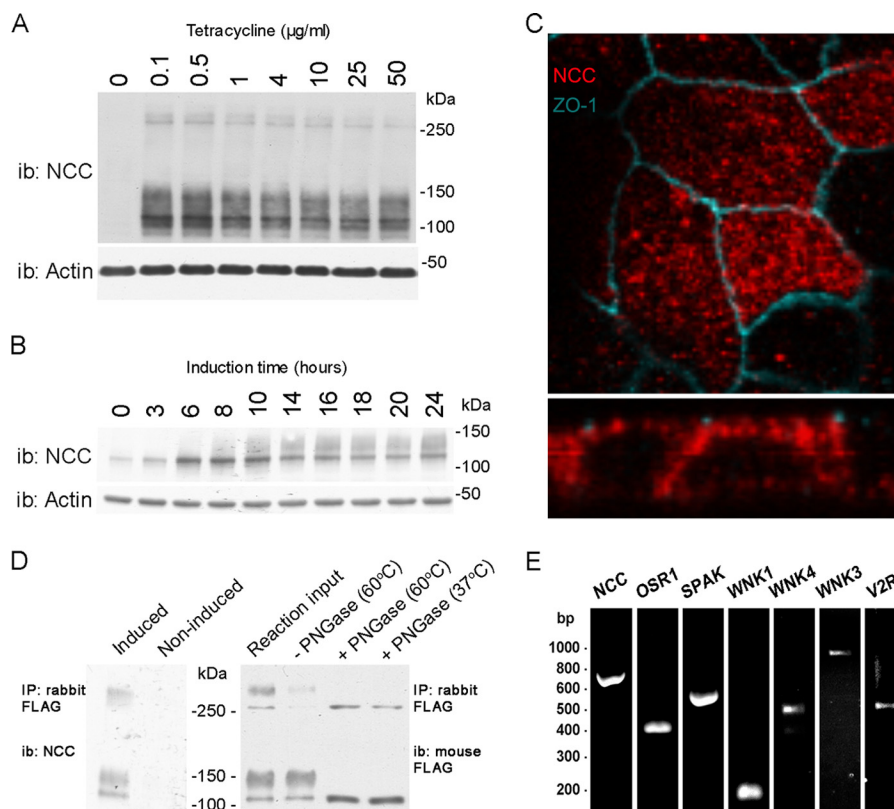 A
Tetracycline (µg/ml)
0 0.1 0.5 1 4 10 25 50
kDa
-250
ib: NCC
-150
-100
ib: Actin
-50
B
Induction time (hours)
0 3 6 8 10 14 16 18 20 24
kDa
-150
ib: NCC
-100
ib: Actin
-50
C
NCC
ZO-1
D
Induced
Non-induced
Reaction input
- PNGase (60°C)
+ PNGase (60°C)
+ PNGase (37°C)
kDa
IP: rabbit
FLAG
- 250 -
IP: rabbit
FLAG
ib: NCC
ib: mouse
FLAG
- 150 -
- 100 -
E
NCC OSR1 SPAK WNK1 WNK4 WNK3 V2R
bp
1000 -
800 -
600 -
400 -
300 -
200 -